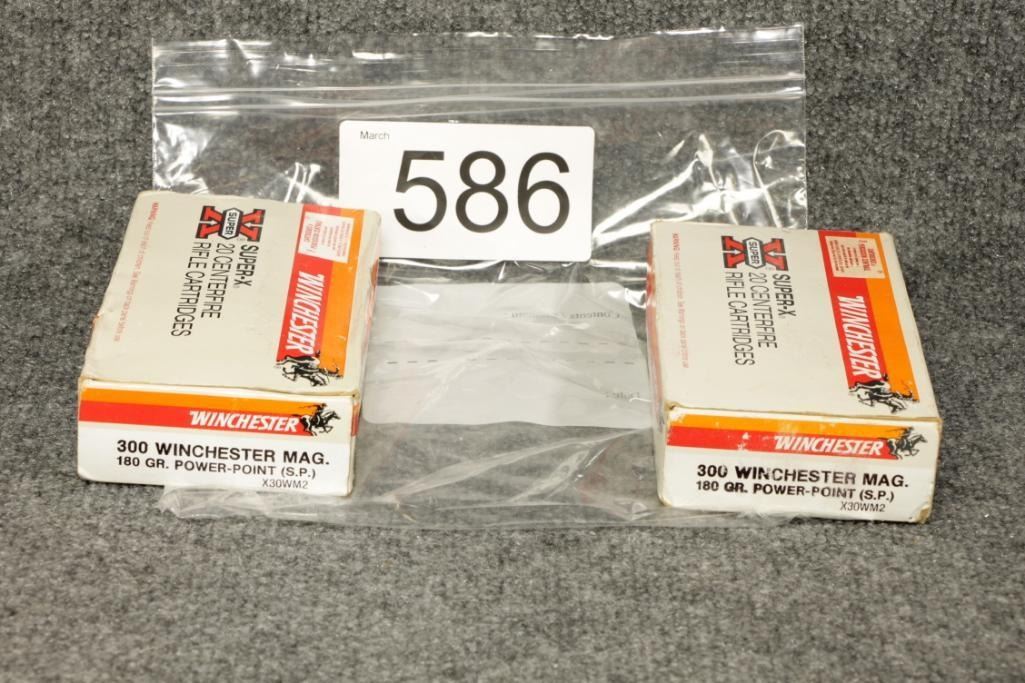 March
586
X
SUPER
X
SUPER-X
20 CENTERFIRE
RIFLE CARTRIDGES
WINCHESTER
WINCHESTER
300 WINCHESTER MAG.
180 GR. POWER-POINT (S.P.)
X30WM2
Contents
X
SUPER
X
SUPER-X
20 CENTERFIRE
RIFLE CARTRIDGES
WINCHESTER
WINCHESTER
300 WINCHESTER MAG.
180 GR. POWER-POINT (S.P.)
X30WM2